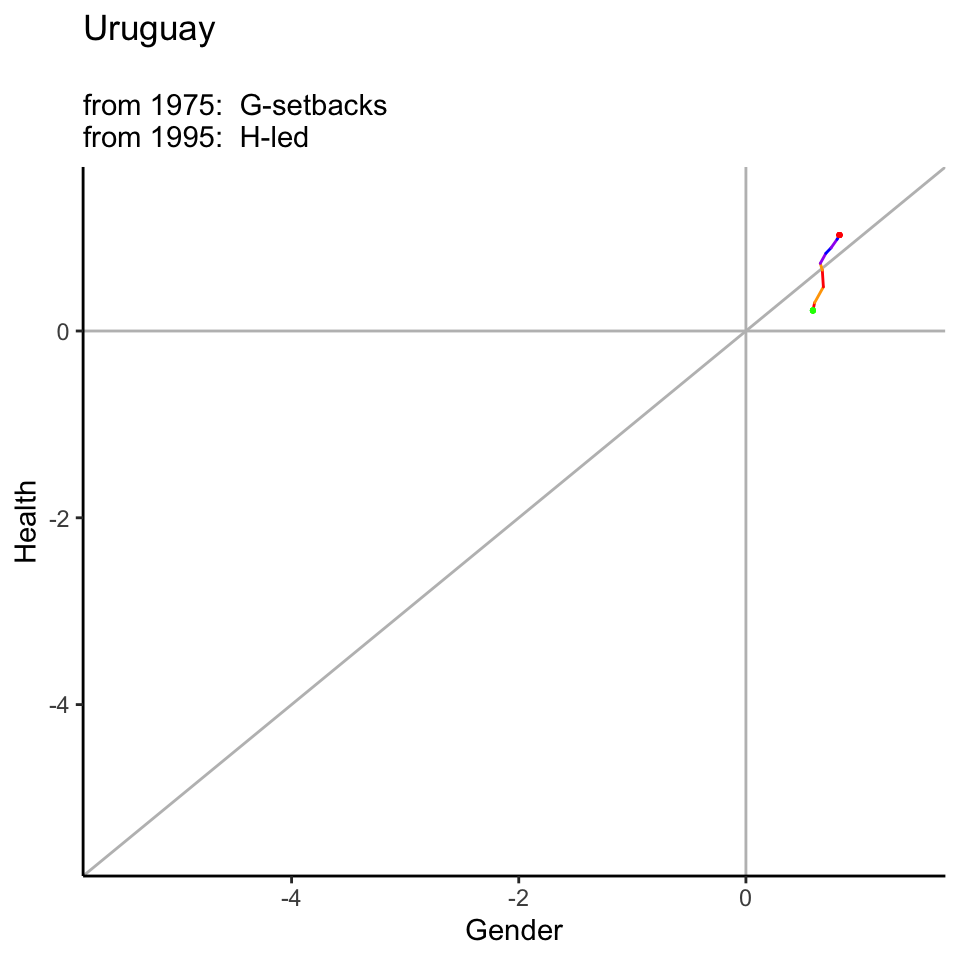 Uruguay
from 1975:  G-setbacks
from 1995:  H-led
0
-2
-4
Health
-4
-2
0
Gender